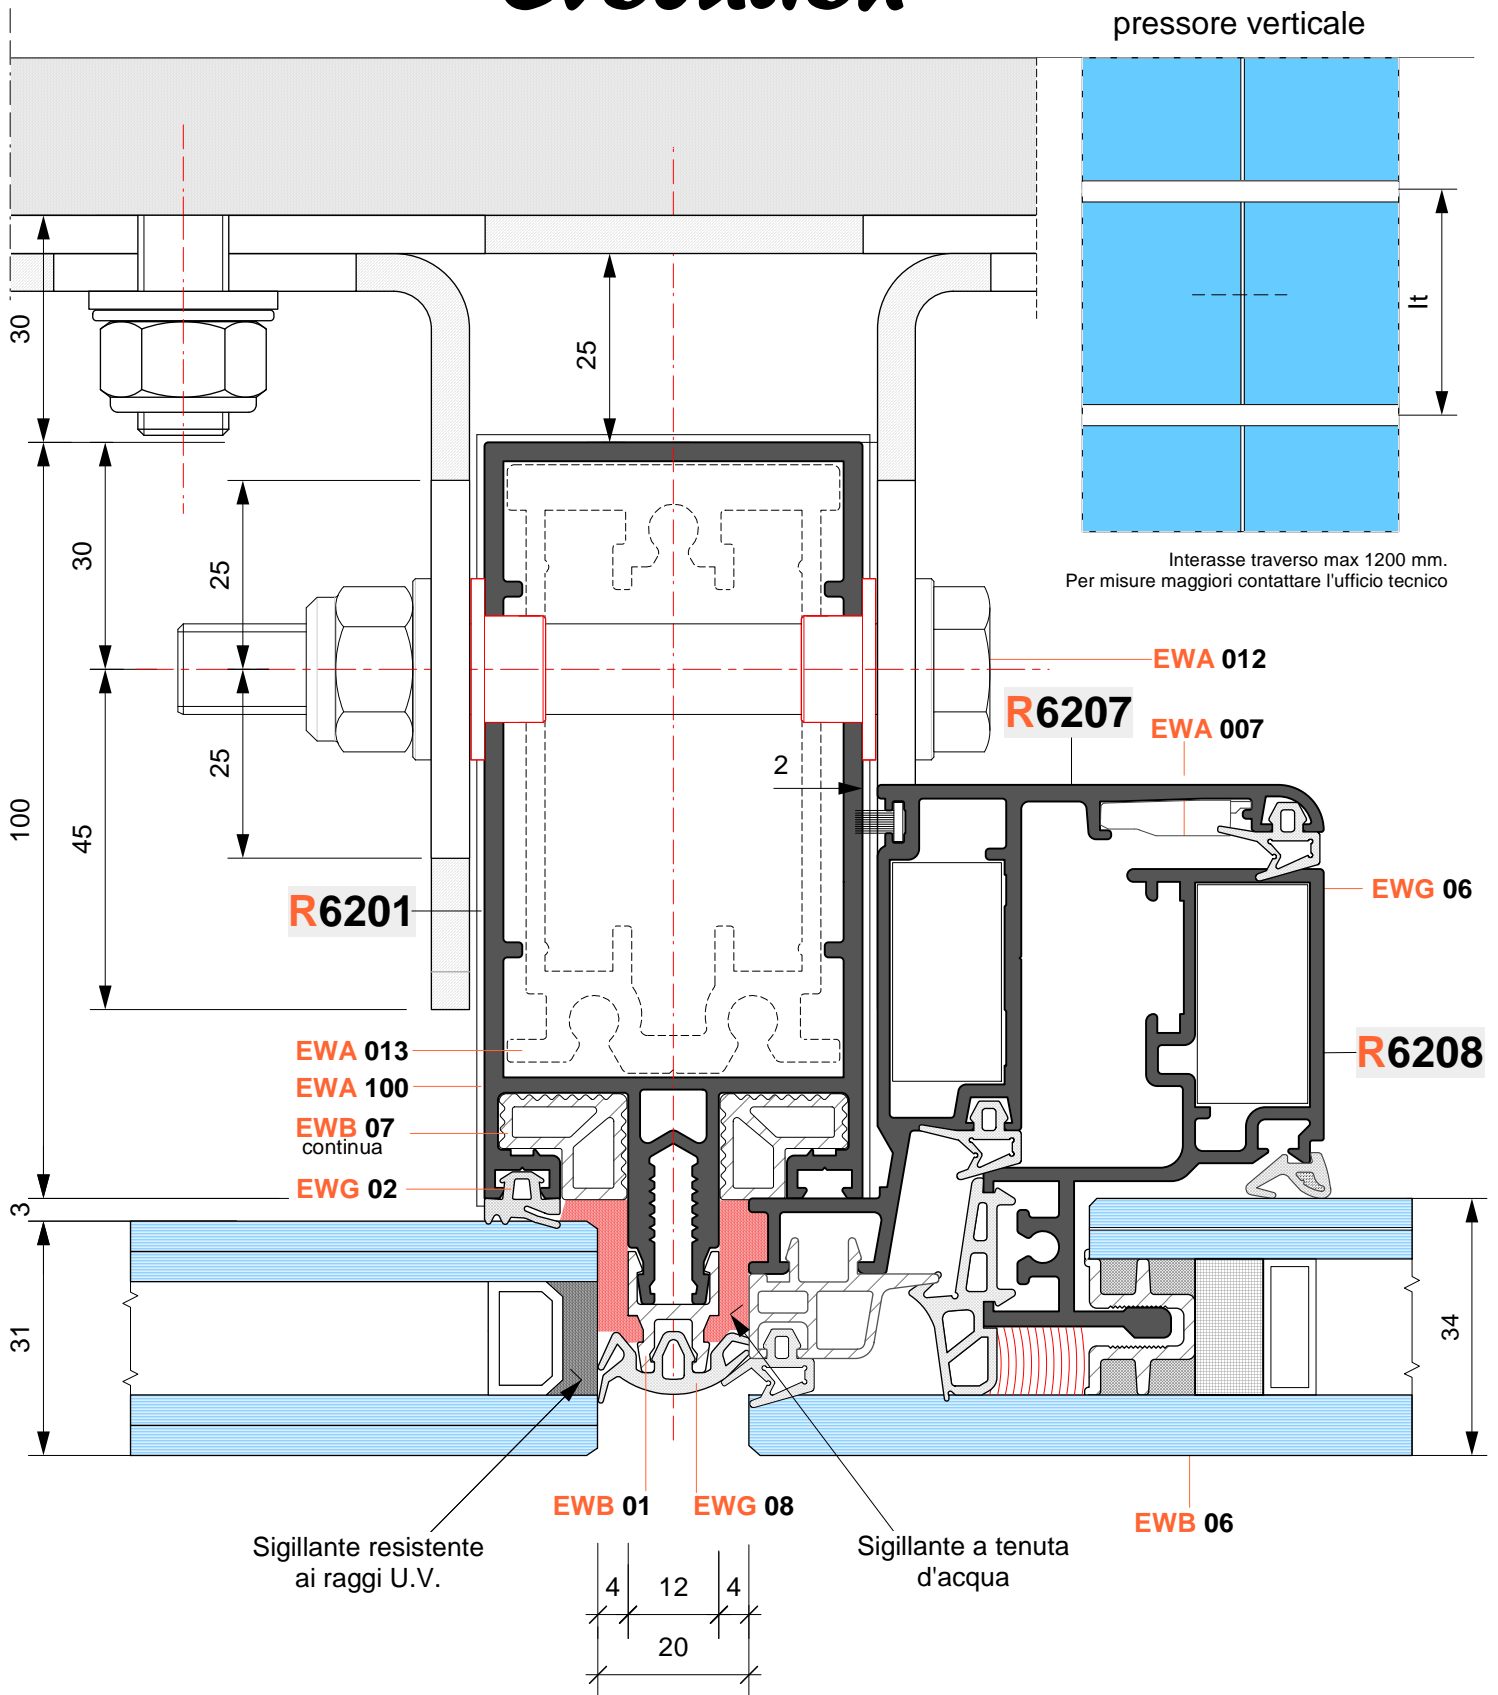 pressore verticale
30
25
lt
Interasse traverso max 1200 mm.
Per misure maggiori contattare l'ufficio tecnico
30
25
EWA 012
R6207
EWA 007
25
2
100
45
R6201
EWG 06
EWA 013
EWA 100
EWB 07
continua
EWG 02
R6208
3
31
34
EWB 01
EWG 08
EWB 06
Sigillante resistente
ai raggi U.V.
Sigillante a tenuta
d'acqua
4
12
4
20